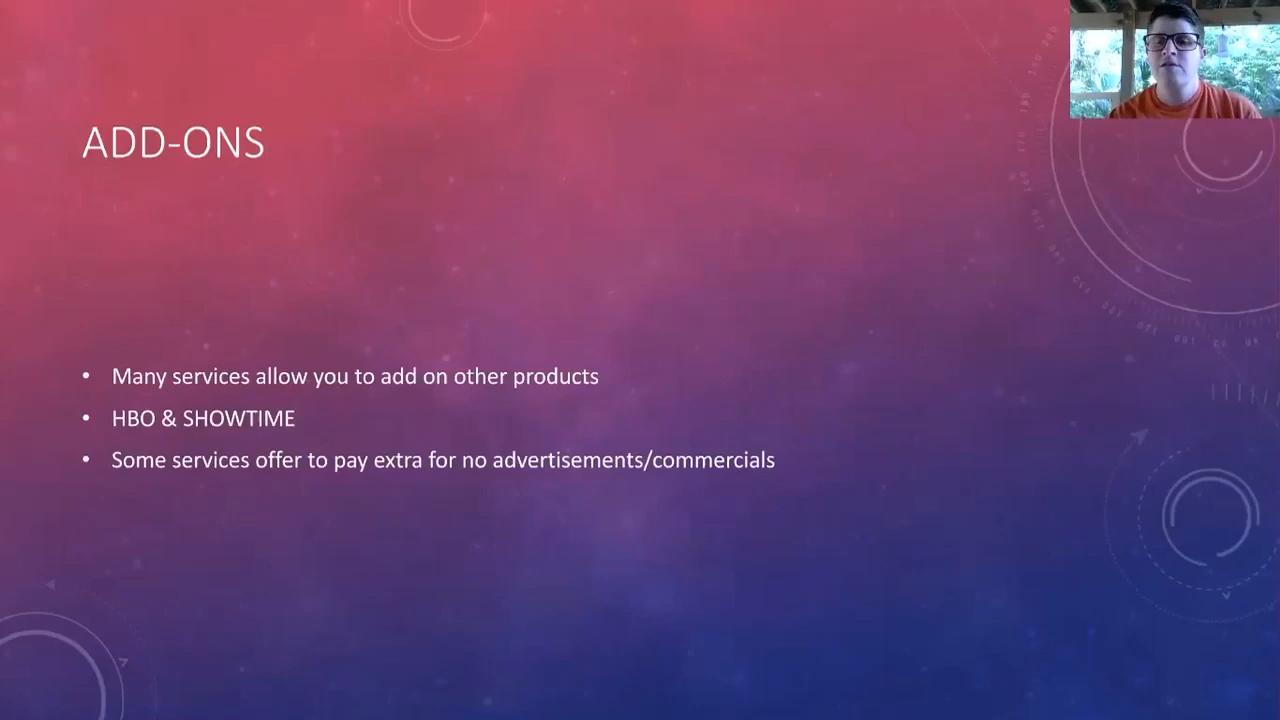 ADD-ONS
• Many services allow you to add on other products
• HBO & SHOWTIME
• Some services offer to pay extra for no advertisements/commercials